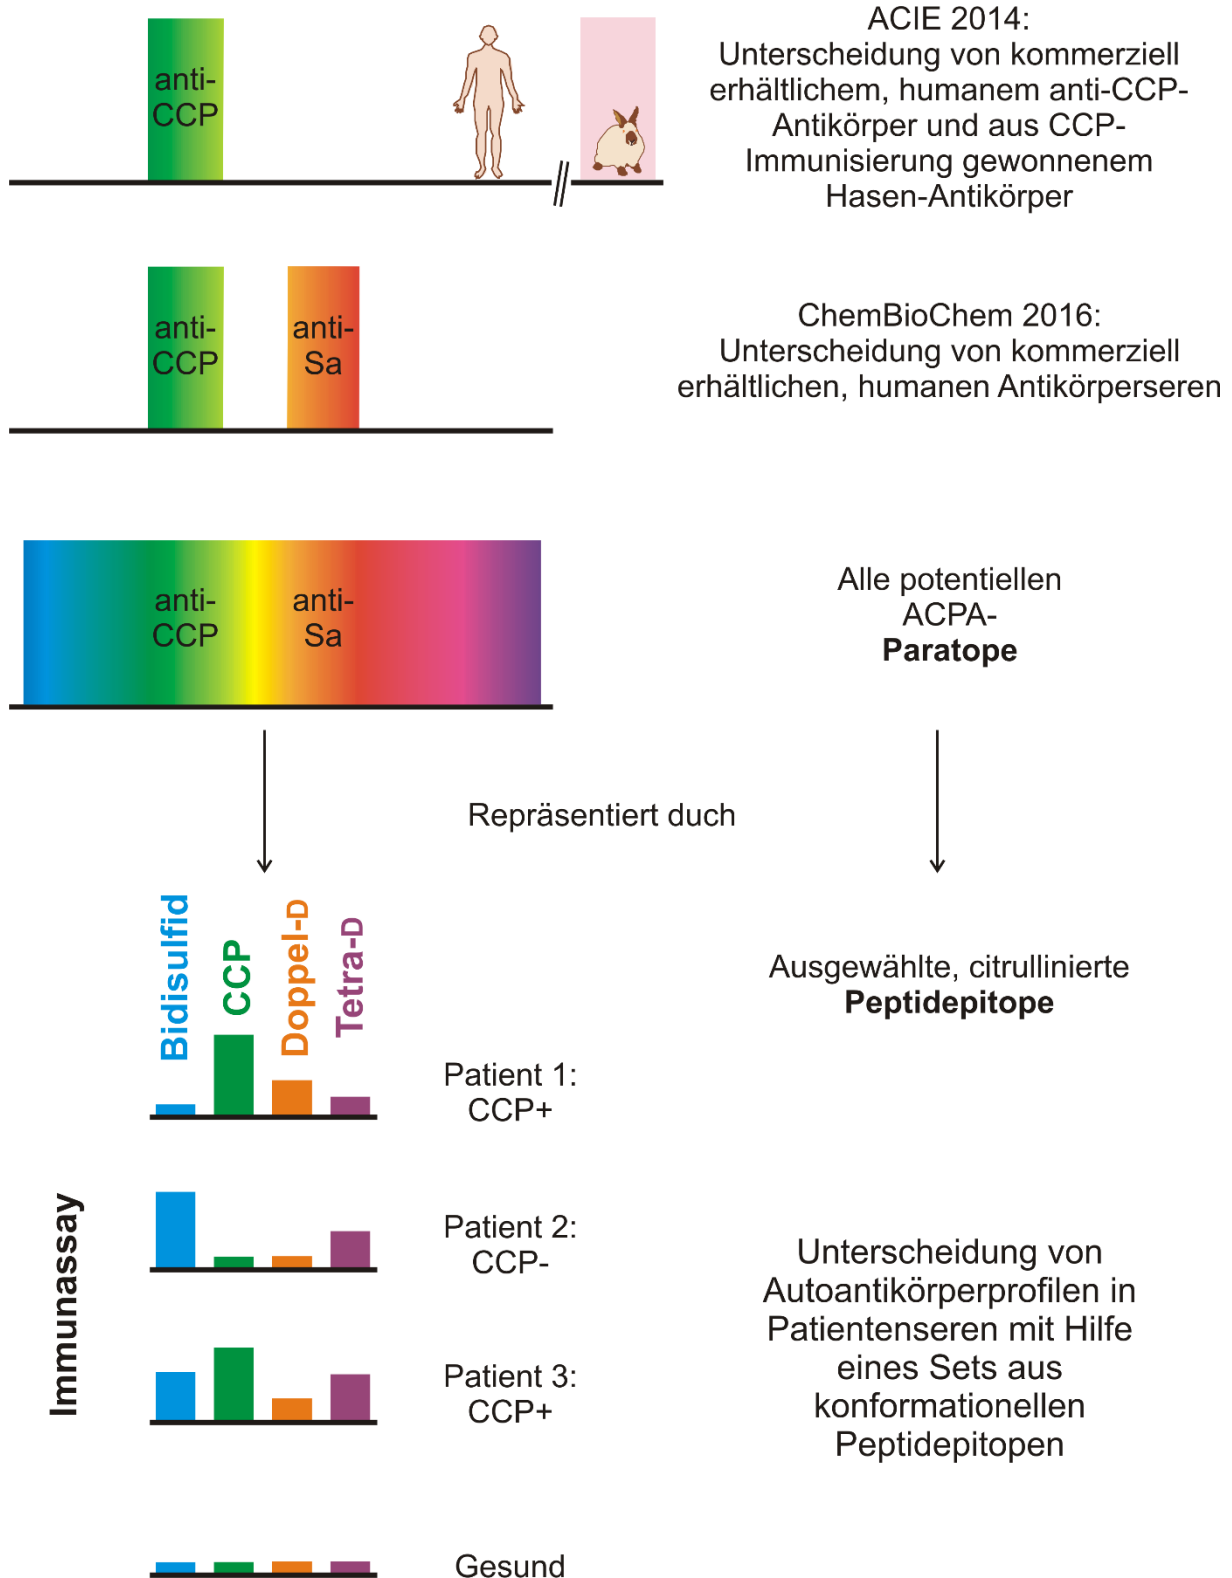 ACIE 2014:
Unterscheidung von kommerziell
erhältlichem, humanem anti-CCP-
Antikörper und aus CCP-
Immunisierung gewonnenem
Hasen-Antikörper
anti-
CCP
ChemBioChem 2016:
Unterscheidung von kommerziell
erhältlichen, humanen Antikörperseren
anti-
CCP
anti-
Sa
Alle potentiellen
ACPA-
Paratope
anti-
CCP
anti-
Sa
Repräsentiert duch
Bidisulfid
CCP
Doppel-D
Tetra-D
Ausgewählte, citrullinierte
Peptidepitope
Patient 1:
CCP+
Immunassay
Patient 2:
CCP-
Patient 3:
CCP+
Unterscheidung von
Autoantikörperprofilen in
Patientenseren mit Hilfe
eines Sets aus
konformationellen
Peptidepitopen
Gesund